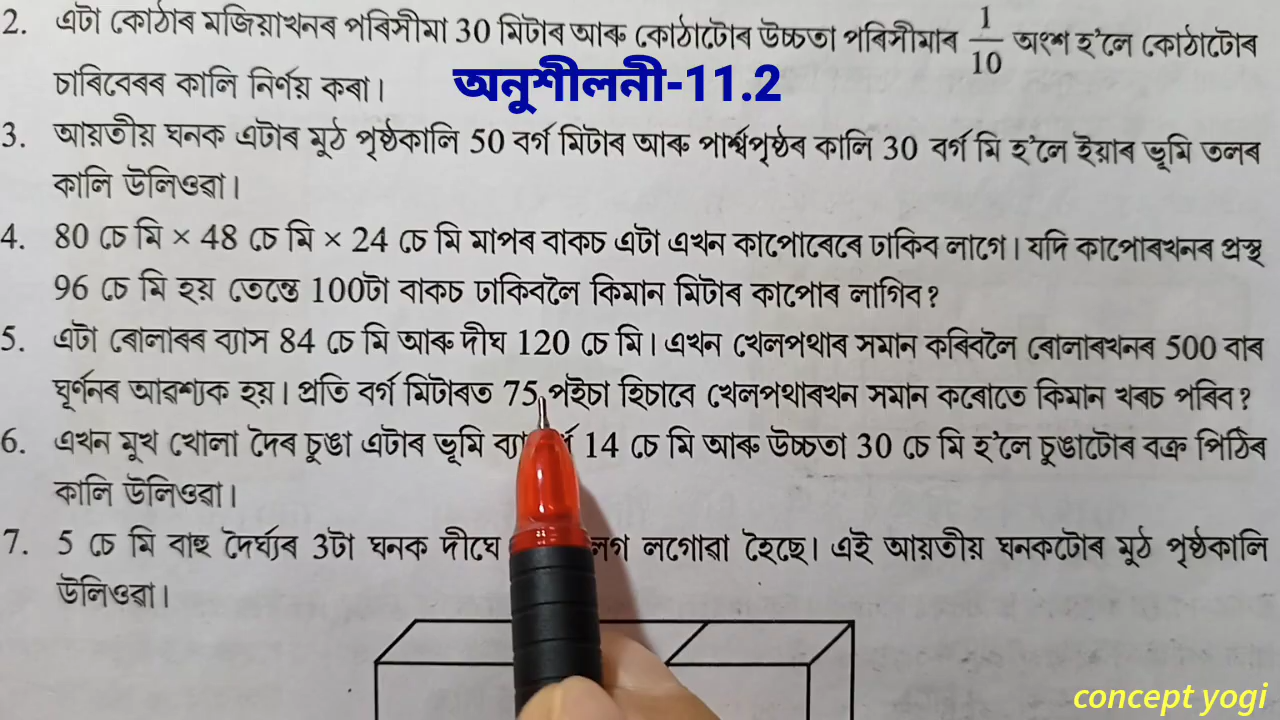 2. এটা কোঠাৰ মজিয়াখনৰ পৰিসীমা 30 মিটাৰ আৰু কোঠাটোৰ উচ্চতা পৰিসীমাৰ 1/10 অংশ হ’লে কোঠাটোৰ
চাৰিবেৰৰ কালি নিৰ্ণয় কৰা।
অনুশীলনী-11.2
3. আয়তীয় ঘনক এটাৰ মুঠ পৃষ্ঠকালি 50 বৰ্গ মিটাৰ আৰু পাৰ্শ্বপৃষ্ঠৰ কালি 30 বৰ্গ মি হ’লে ইয়াৰ ভূমি তলৰ
কালি উলিওৱা।
4. 80 চে মি × 48 চে মি × 24 চে মি মাপৰ বাকচ এটা এখন কাপোৰেৰে ঢাকিব লাগে। যদি কাপোৰখনৰ প্ৰস্থ
96 চে মি হয় তেন্তে 100টা বাকচ ঢাকিবলৈ কিমান মিটাৰ কাপোৰ লাগিব?
5. এটা ৰোলাৰৰ ব্যাস 84 চে মি আৰু দীঘ 120 চে মি। এখন খেলপথাৰ সমান কৰিবলৈ ৰোলাৰখনৰ 500 বাৰ
ঘূৰ্ণনৰ আৱশ্যক হয়। প্ৰতি বৰ্গ মিটাৰত 75 পইচা হিচাবে খেলপথাৰখন সমান কৰোতে কিমান খৰচ পৰিব?
6. এখন মুখ খোলা দৈৰ চুঙা এটাৰ ভূমি 14 চে মি আৰু উচ্চতা 30 চে মি হ’লে চুঙাটোৰ বক্ৰ পিঠিৰ
কালি উলিওৱা।
7. 5 চে মি বাহু দৈৰ্ঘ্যৰ 3টা ঘনক দীঘে লগোৱা হৈছে। এই আয়তীয় ঘনকটোৰ মুঠ পৃষ্ঠকালি
উলিওৱা।
concept yogi